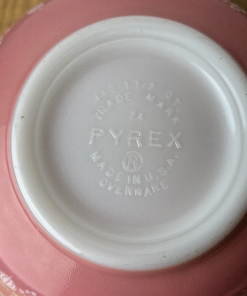 TRADE MARK
24
PYREX
®
MADE IN U.S.A.
OVENWARE